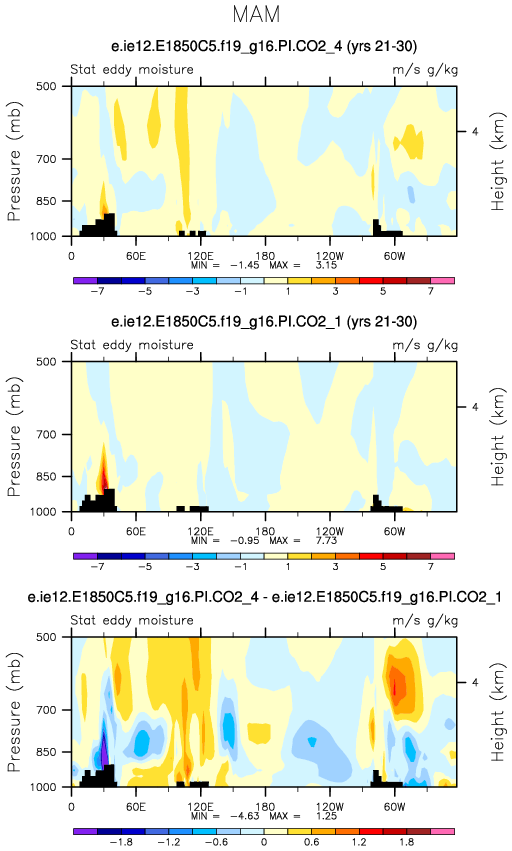 MAM
e.ie12.E1850C5.f19_g16.PI.CO2_4 (yrs 21-30)
Stat eddy moisture m/s g/kg
500
700
850
1000
Pressure (mb)
4
Height (km)
0 60E 120E 180 120W 60W
MIN = -1.45 MAX = 3.15
-7 -5 -3 -1 1 3 5 7
e.ie12.E1850C5.f19_g16.PI.CO2_1 (yrs 21-30)
Stat eddy moisture m/s g/kg
500
700
850
1000
Pressure (mb)
4
Height (km)
0 60E 120E 180 120W 60W
MIN = -0.95 MAX = 7.73
-7 -5 -3 -1 1 3 5 7
e.ie12.E1850C5.f19_g16.PI.CO2_4 - e.ie12.E1850C5.f19_g16.PI.CO2_1
Stat eddy moisture m/s g/kg
500
700
850
1000
Pressure (mb)
4
Height (km)
0 60E 120E 180 120W 60W
MIN = -4.63 MAX = 1.25
-1.8 -1.2 -0.6 0 0.6 1.2 1.8